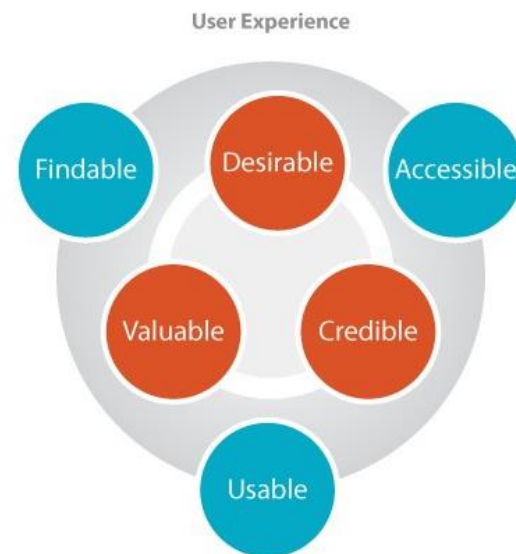 User Experience
Findable
Desirable
Accessible
Valuable
Credible
Usable